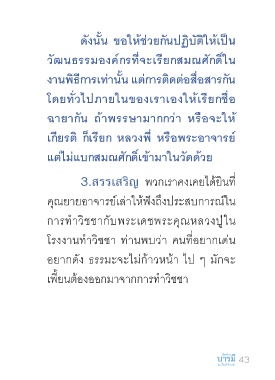 ดังนั้น ขอให้ช่วยกันปฏิบัติให้เป็น
วัฒนธรรมองค์กรที่จะเรียกสมณศักดิ์ใน
งานพิธีการเท่านั้น แต่การติดต่อสื่อสารกัน
โดยทั่วไปภายในของเราเองให้เรียกชื่อ
ฉายากัน ถ้าพรรษามากกว่า หรือจะให้
เกียรติ ก็เรียก หลวงพี่ หรือพระอาจารย์
แต่ไม่แบกสมณศักดิ์เข้ามาในวัดด้วย
3.สรรเสริญ พวกเราคงเคยได้ยินที่
คุณยายอาจารย์เล่าให้ฟังถึงประสบการณ์ใน
การทำวิชชากับพระเดชพระคุณหลวงปู่ใน
โรงงานทำวิชชา ท่านพบว่า คนที่อยากเด่น
อยากดัง ธรรมะจะไม่ก้าวหน้า ไป ๆ มักจะ
เพี้ยนต้องออกมาจากการทำวิชชา
บารมี 43